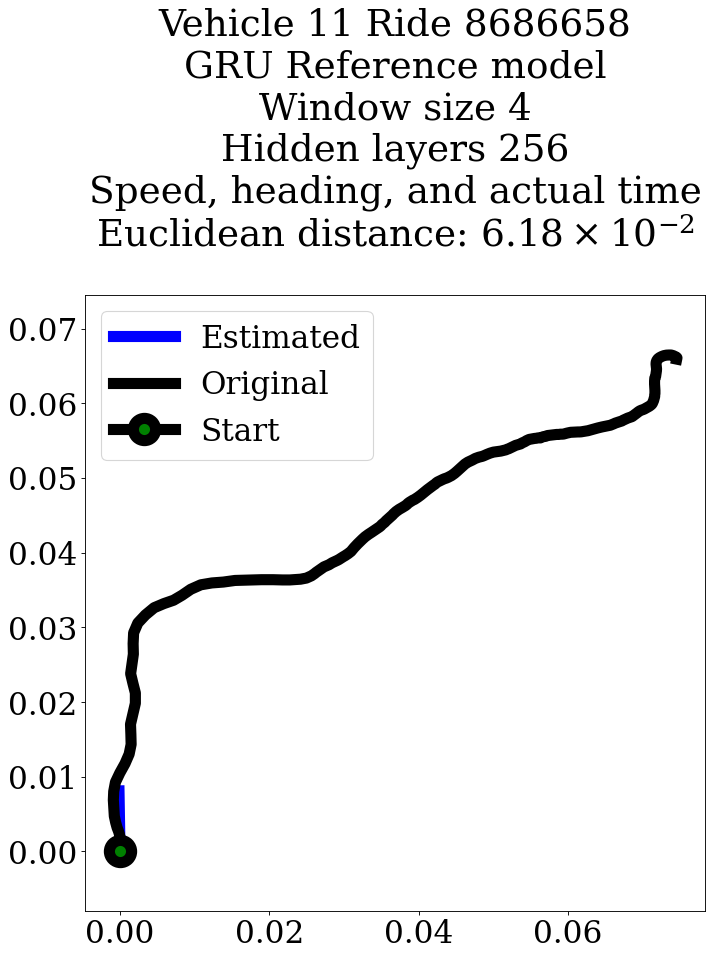 Vehicle 11 Ride 8686658
GRU Reference model
Window size 4
Hidden layers 256
Speed, heading, and actual time
Euclidean distance: 6.18 × 10⁻²
Estimated
Original
Start
0.07
0.06
0.05
0.04
0.03
0.02
0.01
0.00
0.00 0.02 0.04 0.06